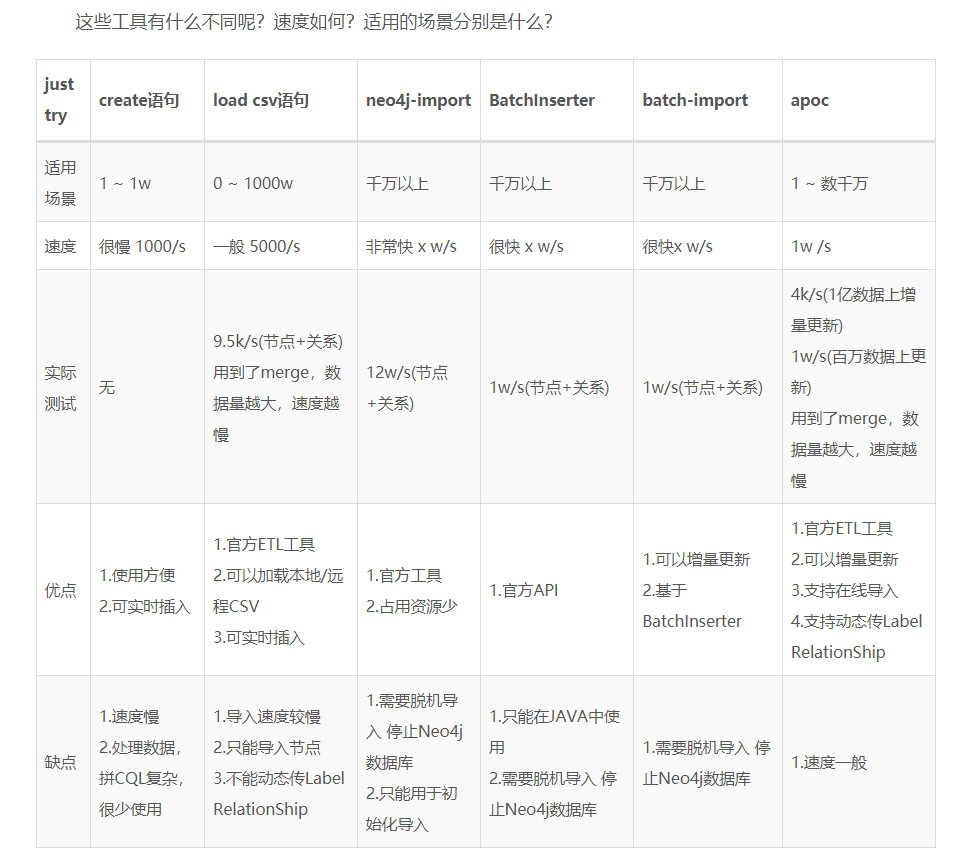 这些工具有什么不同呢？速度如何？适用的场景分别是什么？
just
try
create语句
load csv语句
neo4j-import
BatchInserter
batch-import
apoc
适用
场景
1 ~ 1w
0 ~ 1000w
千万以上
千万以上
千万以上
1 ~ 数千万
速度
很慢 1000/s
一般 5000/s
非常快 x w/s
很快 x w/s
很快x w/s
1w /s
实际
测试
无
9.5k/s(节点+关系)
用到了merge，数
据量越大，速度越
慢
12w/s(节点
+关系)
1w/s(节点+关系)
1w/s(节点+关系)
4k/s(1亿数据上增
量更新)
1w/s(百万数据上更
新)
用到了merge，数
据量越大，速度越
慢
优点
1.使用方便
2.可实时插入
1.官方ETL工具
2.可以加载本地/远
程CSV
3.可实时插入
1.官方工具
2.占用资源少
1.官方API
1.可以增量更新
2.基于
BatchInserter
1.官方ETL工具
2.可以增量更新
3.支持在线导入
4.支持动态传Label
RelationShip
缺点
1.速度慢
2.处理数据，
拼CQL复杂，
很少使用
1.导入速度较慢
2.只能导入节点
3.不能动态传Label
RelationShip
1.需要脱机导
入 停止Neo4j
数据库
2.只能用于初
始化导入
1.只能在JAVA中使
用
2.需要脱机导入 停
止Neo4j数据库
1.需要脱机导入 停
止Neo4j数据库
1.速度一般